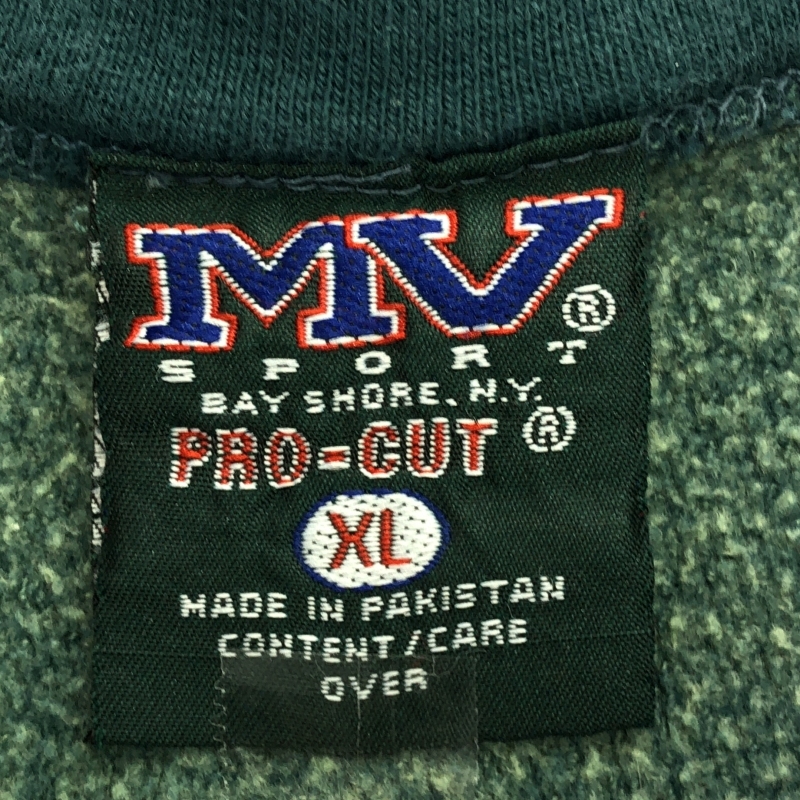 MV®
SPORT
BAY SHORE, N.Y.
PRO=CUT®
XL
MADE IN PAKISTAN
CONTENT/CARE
OVER